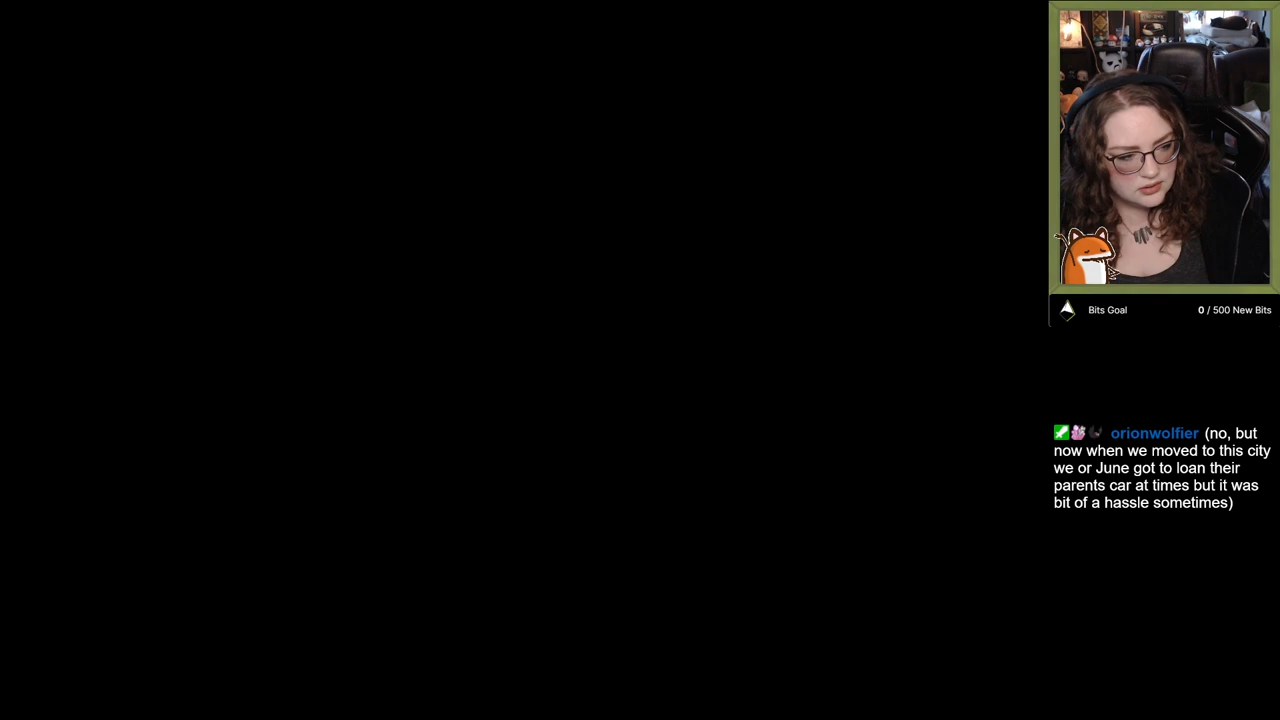 Bits Goal 0 / 500 New Bits
orionwolfier (no, but
now when we moved to this city
we or June got to loan their
parents car at times but it was
bit of a hassle sometimes)